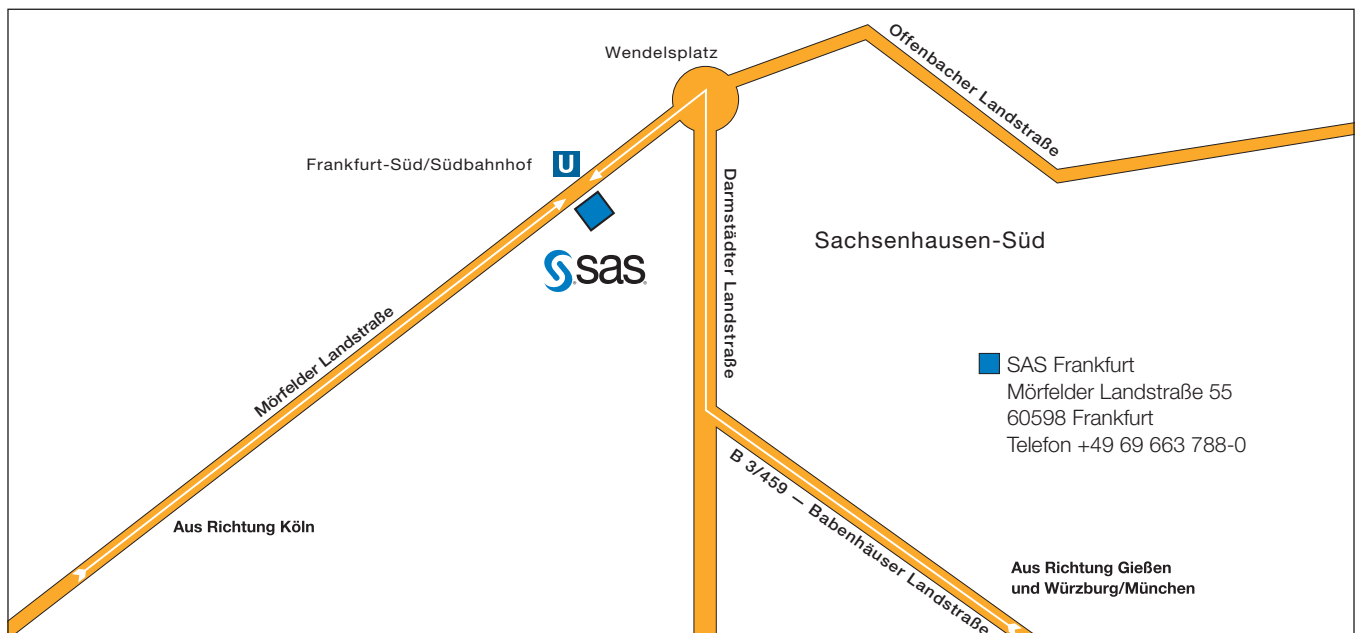 Wendelsplatz
Offenbacher Landstraße
Frankfurt-Süd/Südbahnhof
U
Darmstädter Landstraße
Sachsenhausen-Süd
sas
Mörfelder Landstraße
SAS Frankfurt
Mörfelder Landstraße 55
60598 Frankfurt
Telefon +49 69 663 788-0
B 3/459 — Babenhäuser Landstraße
Aus Richtung Köln
Aus Richtung Gießen
und Würzburg/München